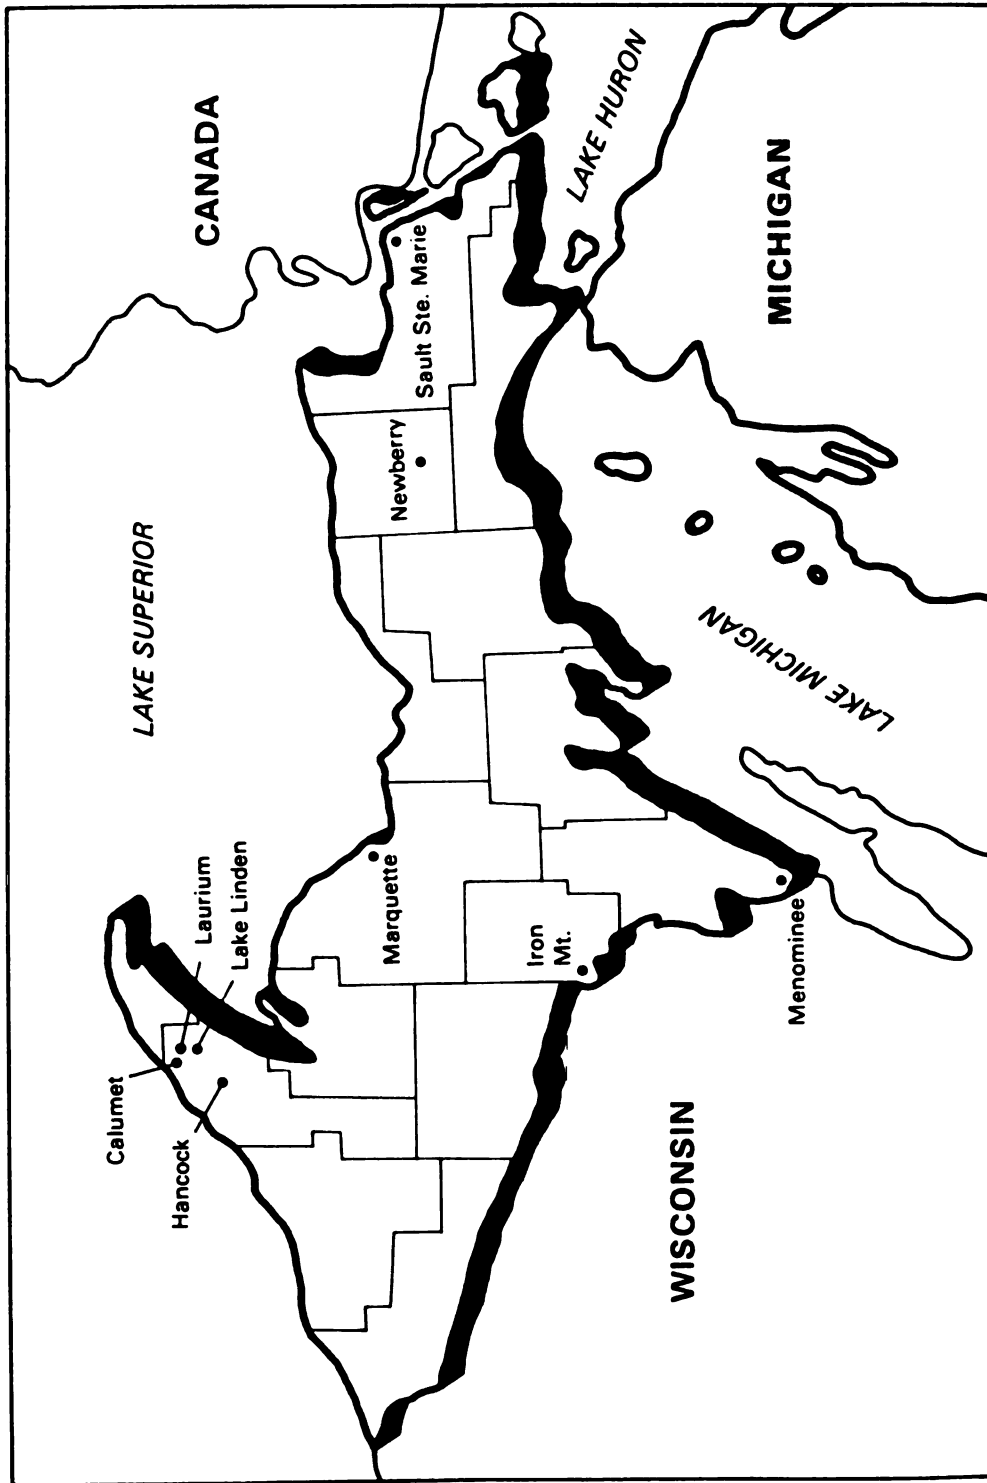 CANADA
LAKE SUPERIOR
LAKE HURON
MICHIGAN
LAKE MICHIGAN
WISCONSIN
Calumet
Hancock
Laurium
Lake Linden
Marquette
Iron
Mt.
Menominee
Newberry
Sault Ste. Marie